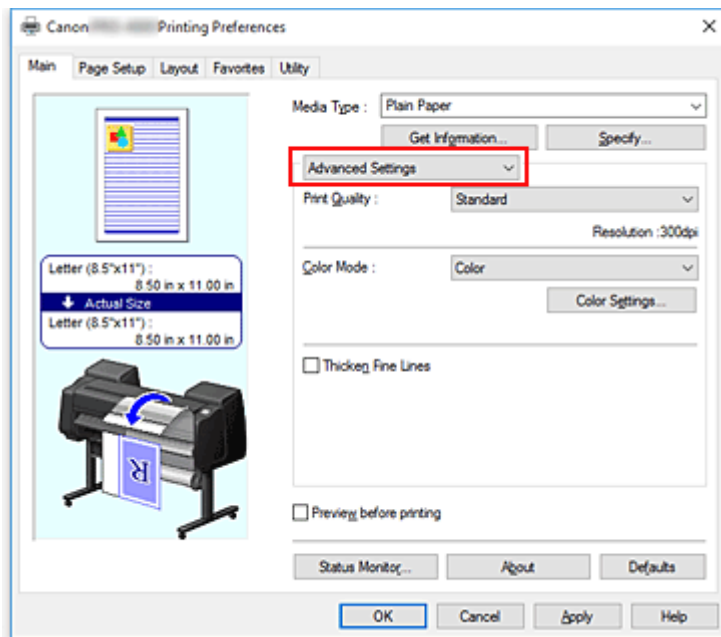 Canon Printing Preferences
Main Page Setup Layout Favorites Utility
Media Type : Plain Paper
Get Information... Specify...
Advanced Settings
Print Quality : Standard
Resolution :300dpi
Color Mode : Color
Color Settings...
Thicken Fine Lines
Letter (8.5"x11") :
8.50 in x 11.00 in
Actual Size
Letter (8.5"x11") :
8.50 in x 11.00 in
R
Preview before printing
Status Monitor... About Defaults
OK Cancel Apply Help